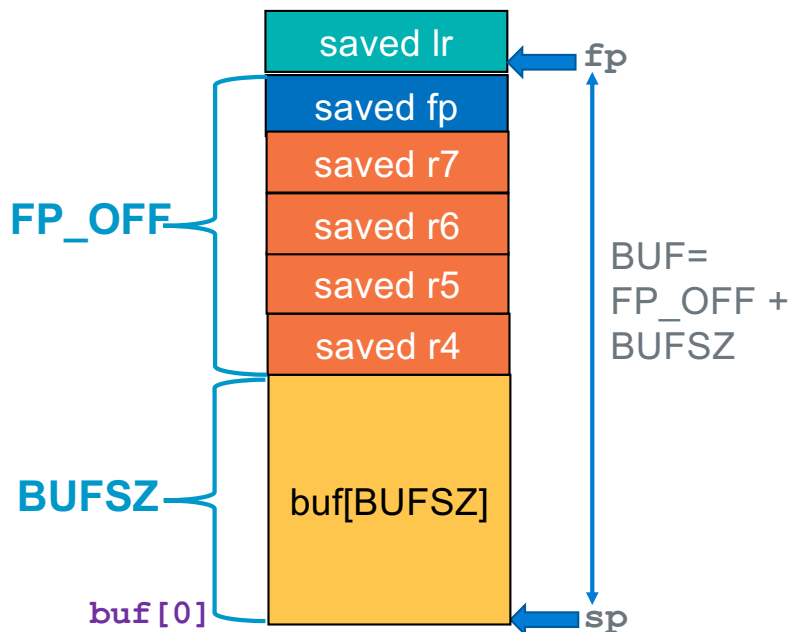 saved lr
fp
saved fp
saved r7
FP_OFF
saved r6
BUF=
FP_OFF +
BUFSZ
saved r5
saved r4
BUFSZ
buf[BUFSZ]
buf[0]
sp